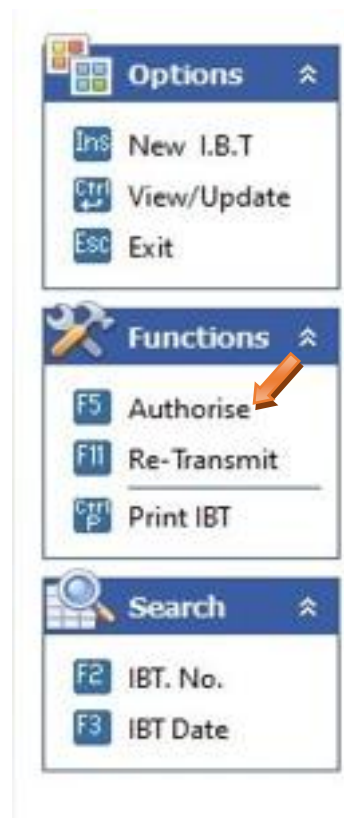 Options
Ins New I.B.T
Ctrl View/Update
Esc Exit
Functions
F5 Authorise
F11 Re-Transmit
Ctrl P Print IBT
Search
F2 IBT. No.
F3 IBT Date